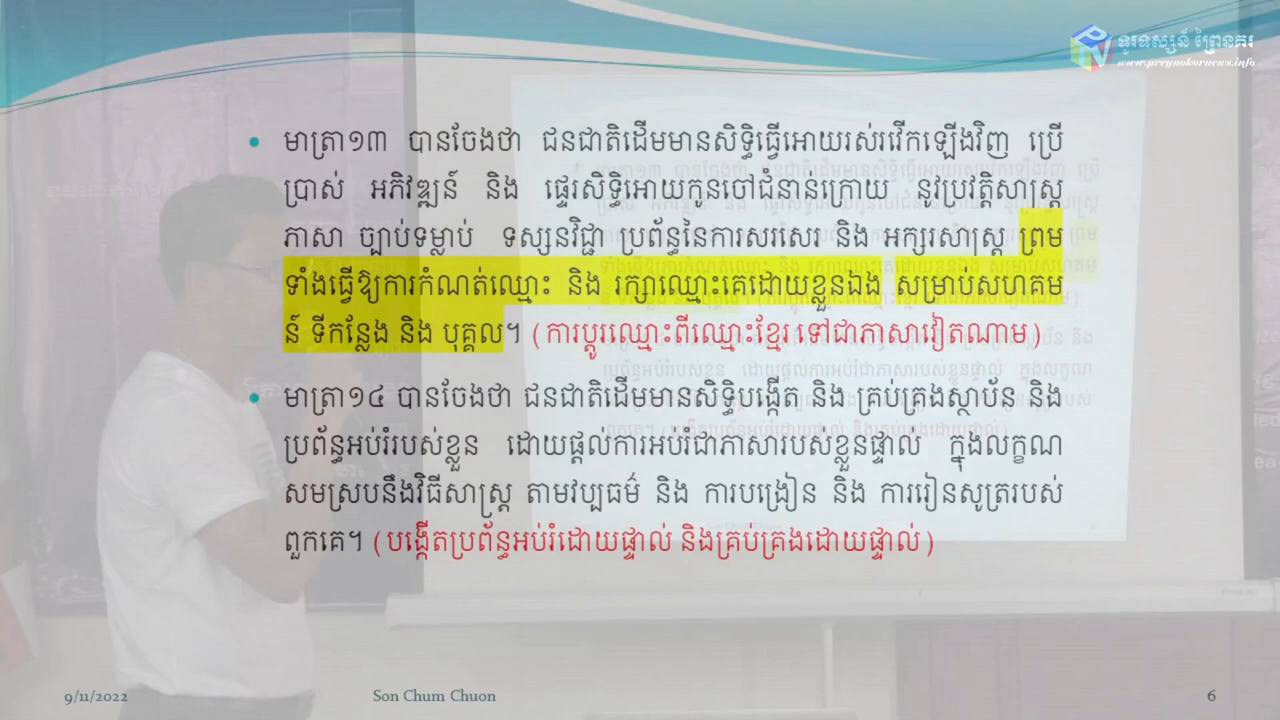 ទូរទស្សន៍ ព្រៃនគរ
www.preynokornews.info
• មាត្រា១៣ បានចែងថា ជនជាតិដើមមានសិទ្ធិធ្វើអោយរស់រវើកឡើងវិញ ប្រើ
ប្រាស់ អភិវឌ្ឍន៍ និង ផ្ទេរសិទ្ធិអោយកូនចៅជំនាន់ក្រោយ នូវប្រវត្តិសាស្ត្រ
ភាសា ច្បាប់ទម្លាប់ ទស្សនវិជ្ជា ប្រព័ន្ធនៃការសរសេរ និង អក្សរសាស្ត្រ ព្រម
ទាំងធ្វើឱ្យការកំណត់ឈ្មោះ និង រក្សាឈ្មោះគេដោយខ្លួនឯង សម្រាប់សហគម
ន៍ ទីកន្លែង និង បុគ្គល។ (ការប្តូរឈ្មោះពីឈ្មោះខ្មែរ ទៅជាភាសាវៀតណាម)
• មាត្រា១៤ បានចែងថា ជនជាតិដើមមានសិទ្ធិបង្កើត និង គ្រប់គ្រងស្ថាប័ន និង
ប្រព័ន្ធអប់រំរបស់ខ្លួន ដោយផ្តល់ការអប់រំជាភាសារបស់ខ្លួនផ្ទាល់ ក្នុងលក្ខណ
សមស្របនឹងវិធីសាស្ត្រ តាមវប្បធម៌ និង ការបង្រៀន និង ការរៀនសូត្ររបស់
ពួកគេ។ (បង្កើតប្រព័ន្ធអប់រំដោយផ្ទាល់ និងគ្រប់គ្រងដោយផ្ទាល់)
9/11/2022
Son Chum Chuon
6